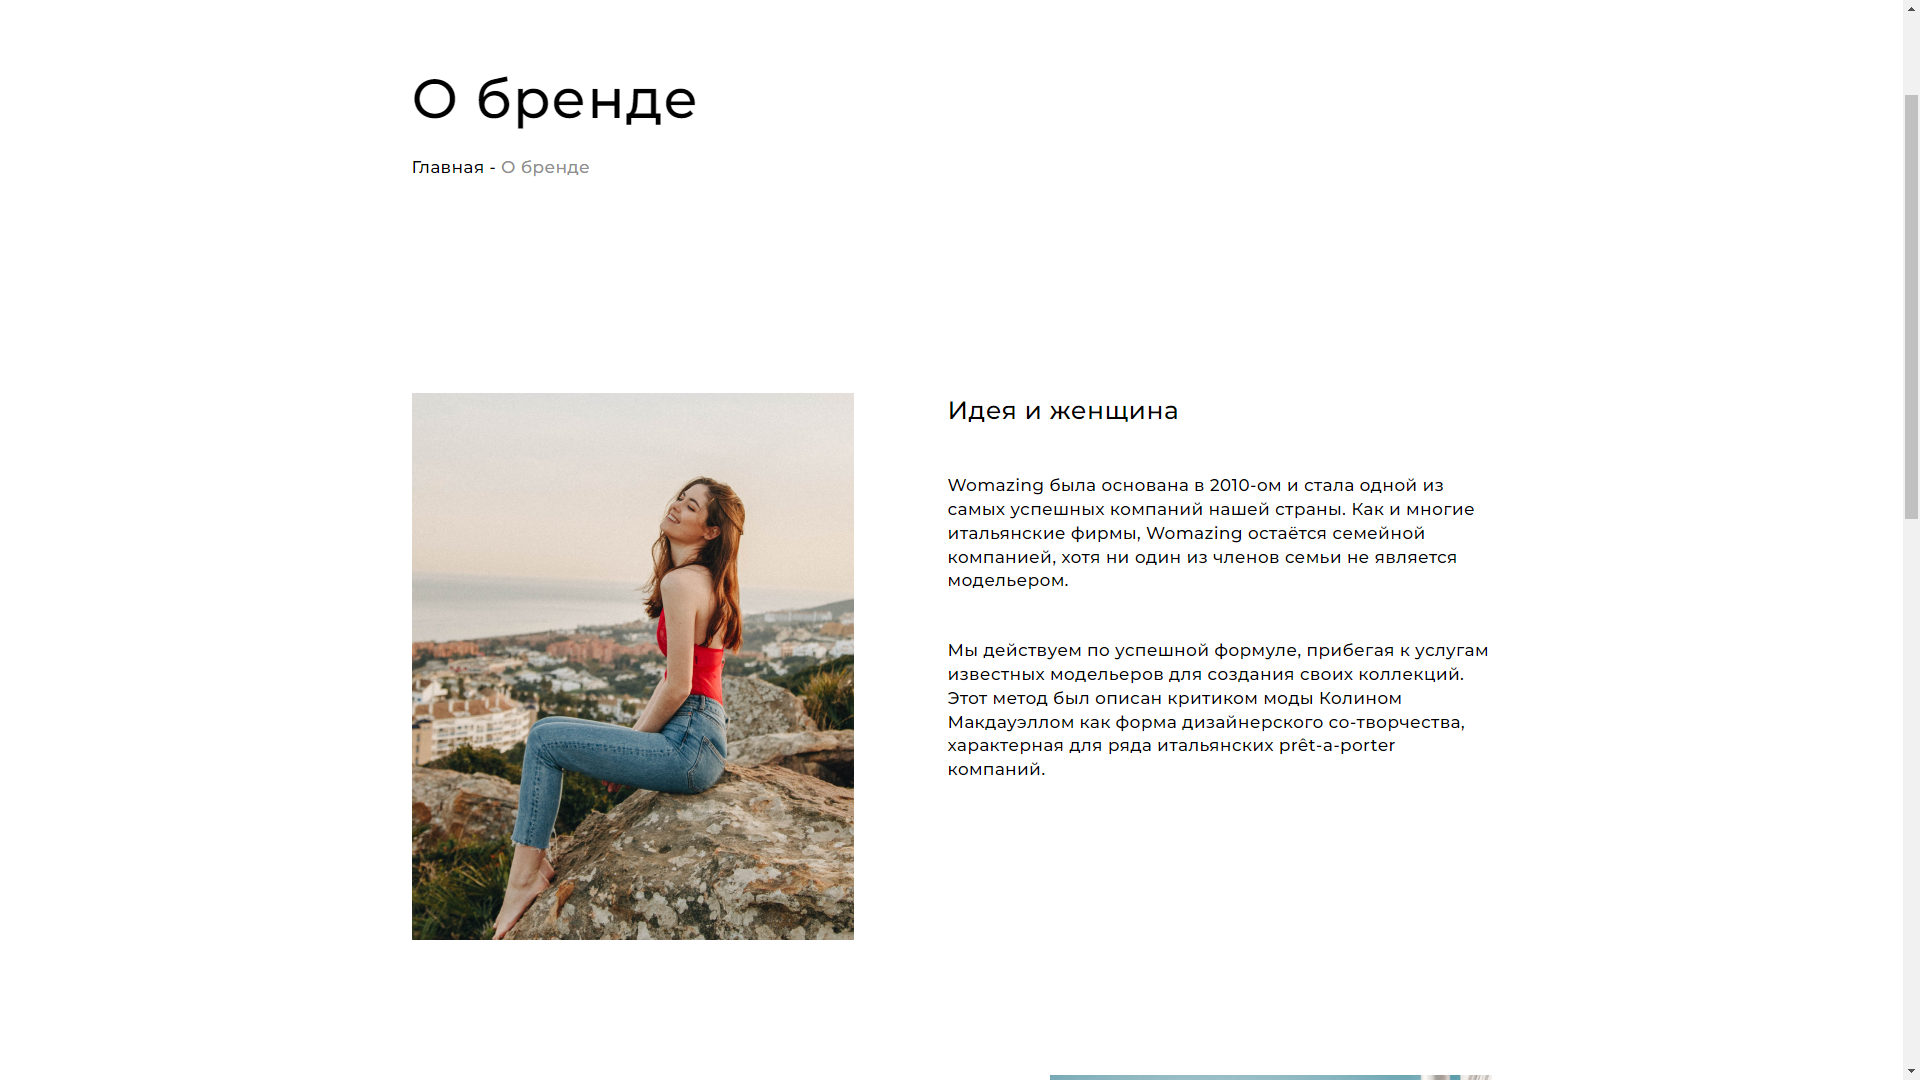 О бренде
Главная - О бренде
Идея и женщина
Womazing была основана в 2010-ом и стала одной из
самых успешных компаний нашей страны. Как и многие
итальянские фирмы, Womazing остаётся семейной
компанией, хотя ни один из членов семьи не является
модельером.
Мы действуем по успешной формуле, прибегая к услугам
известных модельеров для создания своих коллекций.
Этот метод был описан критиком моды Колином
Макдауэллом как форма дизайнерского со-творчества,
характерная для ряда итальянских prêt-a-porter
компаний.